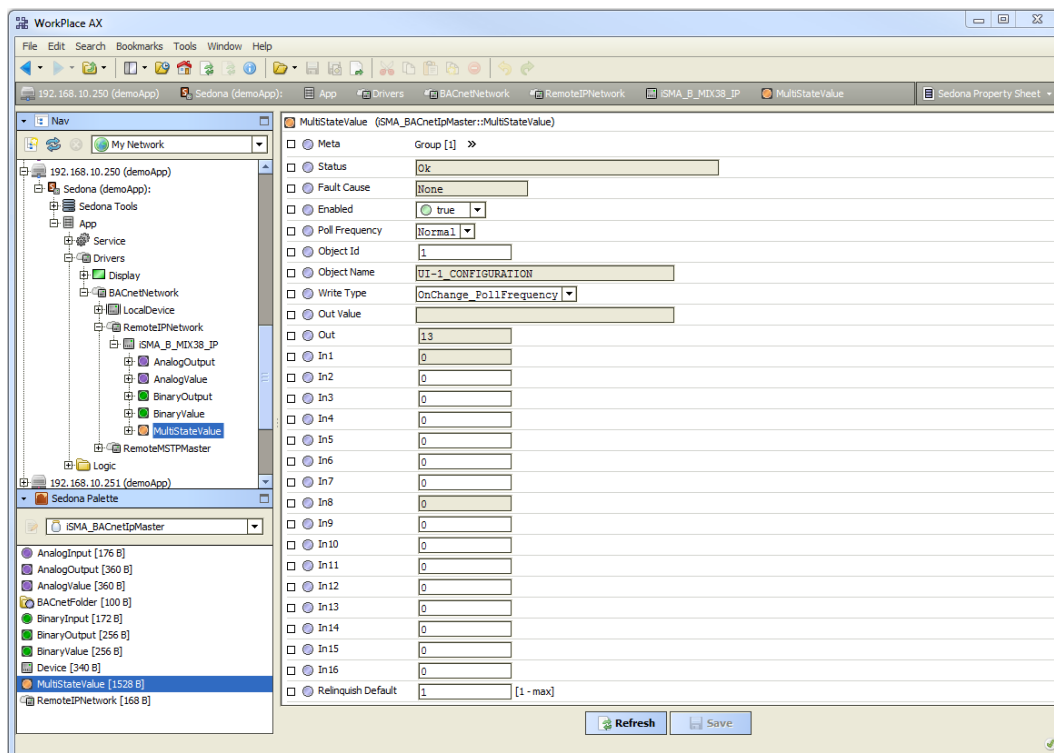 WorkPlace AX
File Edit Search Bookmarks Tools Window Help
192.168.10.250 (demoApp) Sedona (demoApp): App Drivers BACnetNetwork RemoteIPNetwork iSMA_B_MIX38_IP MultiStateValue Sedona Property Sheet
Nav
My Network
192.168.10.250 (demoApp)
Sedona (demoApp):
Sedona Tools
App
Service
Drivers
Display
BACnetNetwork
LocalDevice
RemoteIPNetwork
iSMA_B_MIX38_IP
AnalogOutput
AnalogValue
BinaryOutput
BinaryValue
MultiStateValue
RemoteMSTPMaster
Logic
192.168.10.251 (demoApp)
Sedona Palette
iSMA_BACnetIpMaster
AnalogInput [176 B]
AnalogOutput [360 B]
AnalogValue [360 B]
BACnetFolder [100 B]
BinaryInput [172 B]
BinaryOutput [256 B]
BinaryValue [256 B]
Device [340 B]
MultiStateValue [1528 B]
RemoteIPNetwork [168 B]
MultiStateValue (iSMA_BACnetIpMaster::MultiStateValue)
Meta Group [1] »
Status Ok
Fault Cause None
Enabled true
Poll Frequency Normal
Object Id 1
Object Name UI-1_CONFIGURATION
Write Type OnChange_PollFrequency
Out Value
Out 13
In1 0
In2 0
In3 0
In4 0
In5 0
In6 0
In7 0
In8 0
In9 0
In10 0
In11 0
In12 0
In13 0
In14 0
In15 0
In16 0
Relinquish Default 1 [1 - max]
Refresh Save